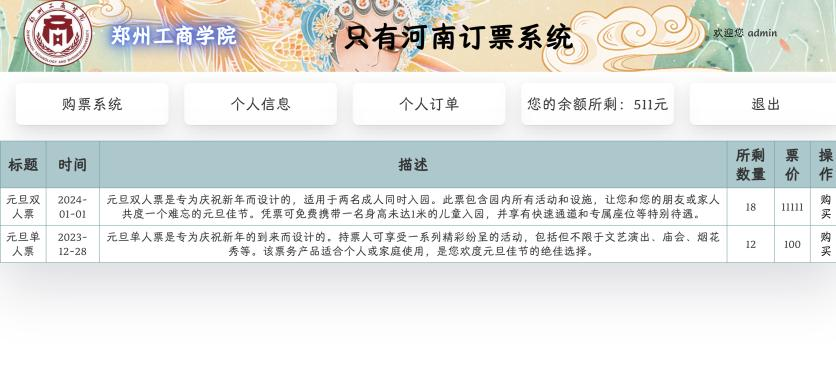 郑州工商学院
只有河南订票系统
欢迎您 admin
购票系统
个人信息
个人订单
您的余额所剩：511元
退出
标题
时间
描述
所剩
数量
票
价
操
作
元旦双
人票
2024-
01-01
元旦双人票是专为庆祝新年而设计的，适用于两名成人同时入园。此票包含园内所有活动和设施，让您和您的朋友或家人
共度一个难忘的元旦佳节。凭票可免费携带一名身高未达1米的儿童入园，并享有快速通道和专属座位等特别待遇。
18
11111
购
买
元旦单
人票
2023-
12-28
元旦单人票是专为庆祝新年的到来而设计的。持票人可享受一系列精彩纷呈的活动，包括但不限于文艺演出、庙会、烟花
秀等。该票务产品适合个人或家庭使用，是您欢度元旦佳节的绝佳选择。
12
100
购
买